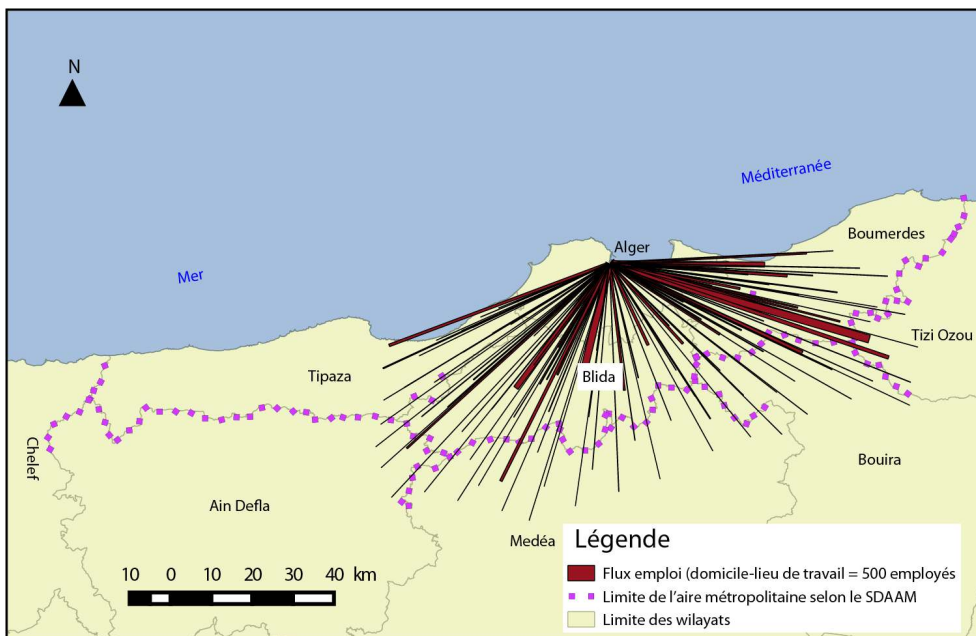 N
Méditerranée
Boumerdes
Alger
Mer
Tizi Ozou
Tipaza
Blida
Chelef
Bouira
Ain Defla
Medéa
Légende
10 0 10 20 30 40 km
Flux emploi (domicile-lieu de travail = 500 employés
Limite de l'aire métropolitaine selon le SDAAM
Limite des wilayats